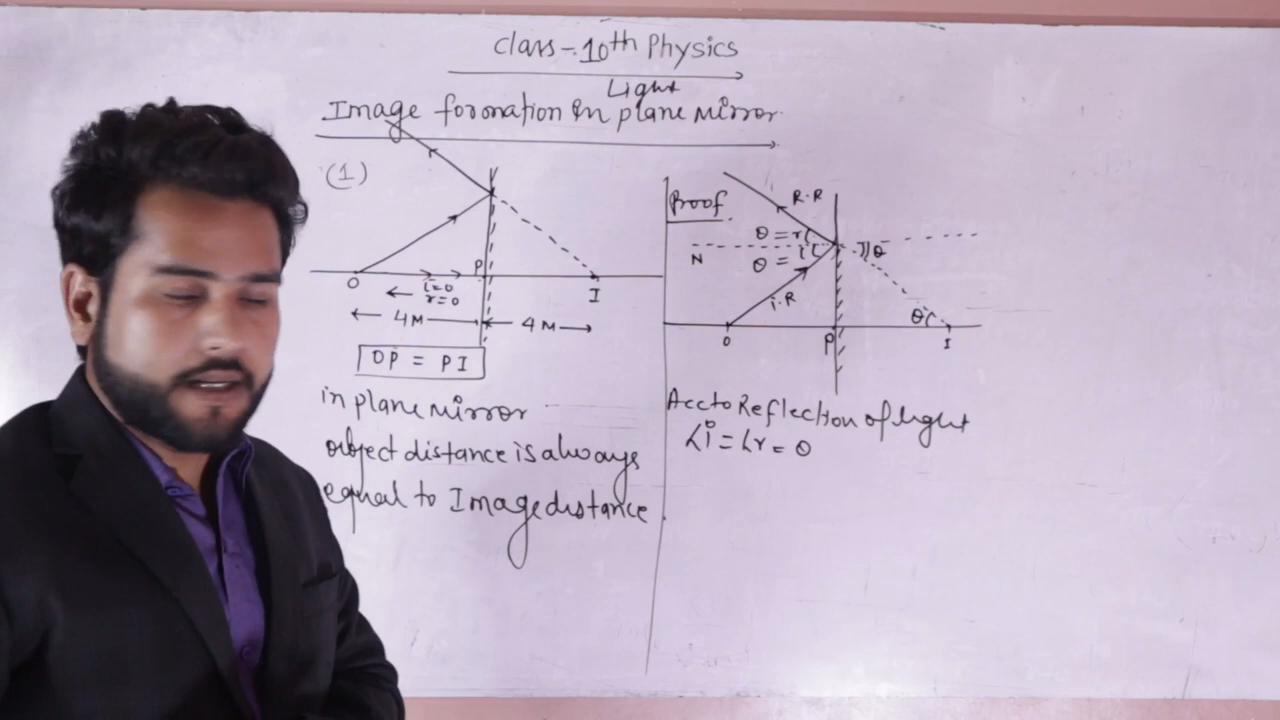 Class - 10th Physics
Light
Image formation in plane Mirror.
(1)
P
O
i=0
r=0
I
4M
4M
OP = PI
in plane mirror
object distance is always
equal to Image distance
Proof.
R.R
θ = r
N
θ = i
θ
i.R
θ
O
P
I
Acc to Reflection of light
∠i = ∠r = θ